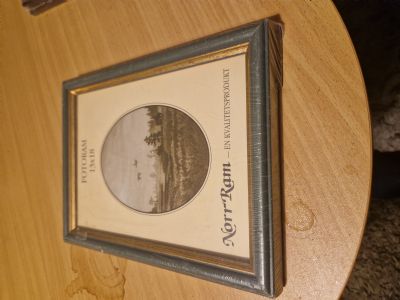 FOTORAM
13x18
NorrRam – EN KVALITETSPRODUKT